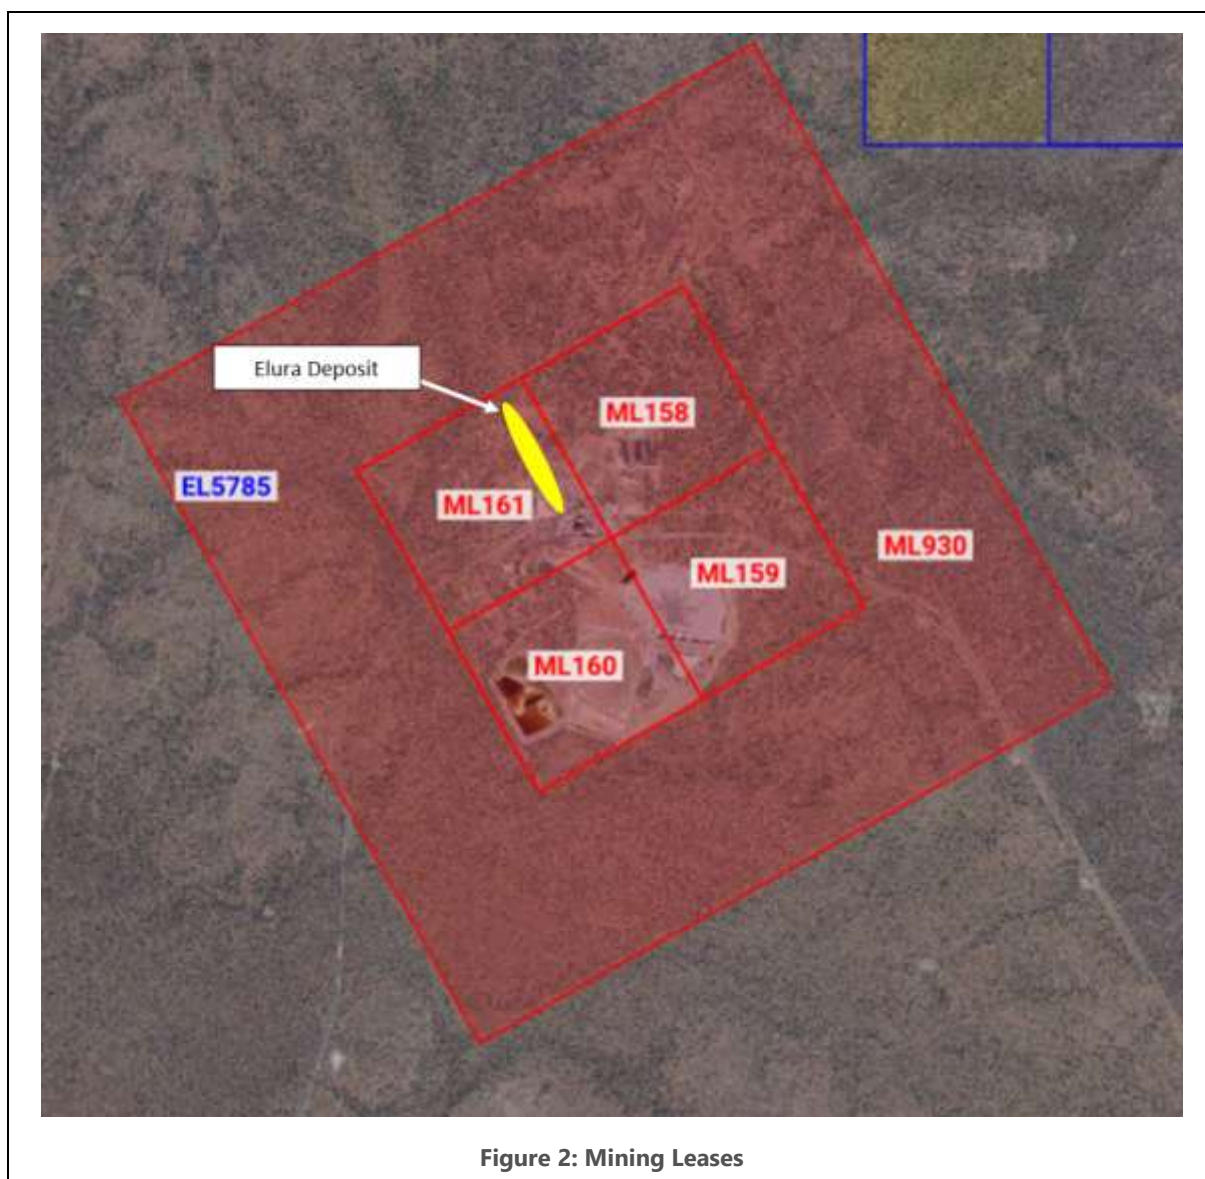 Elura Deposit
ML158
EL5785
ML161
ML930
ML159
ML160
Figure 2: Mining Leases